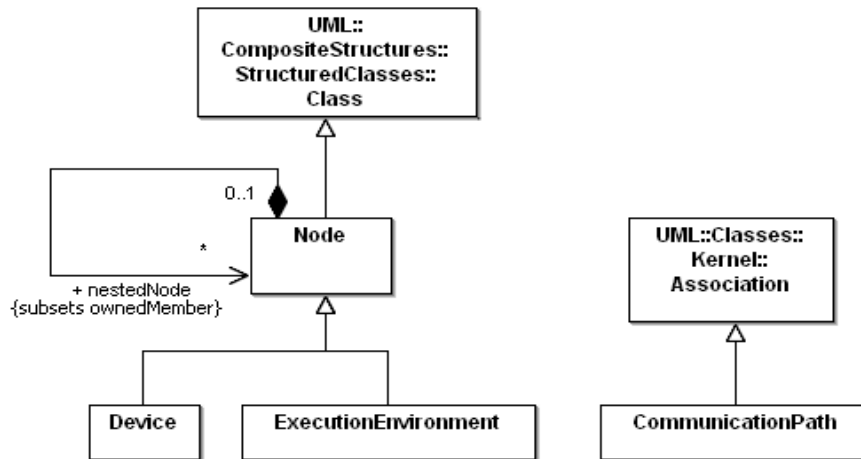 UML::
CompositeStructures::
StructuredClasses::
Class
0..1
Node
*
+ nestedNode
{subsets ownedMember}
UML::Classes::
Kernel::
Association
Device
ExecutionEnvironment
CommunicationPath